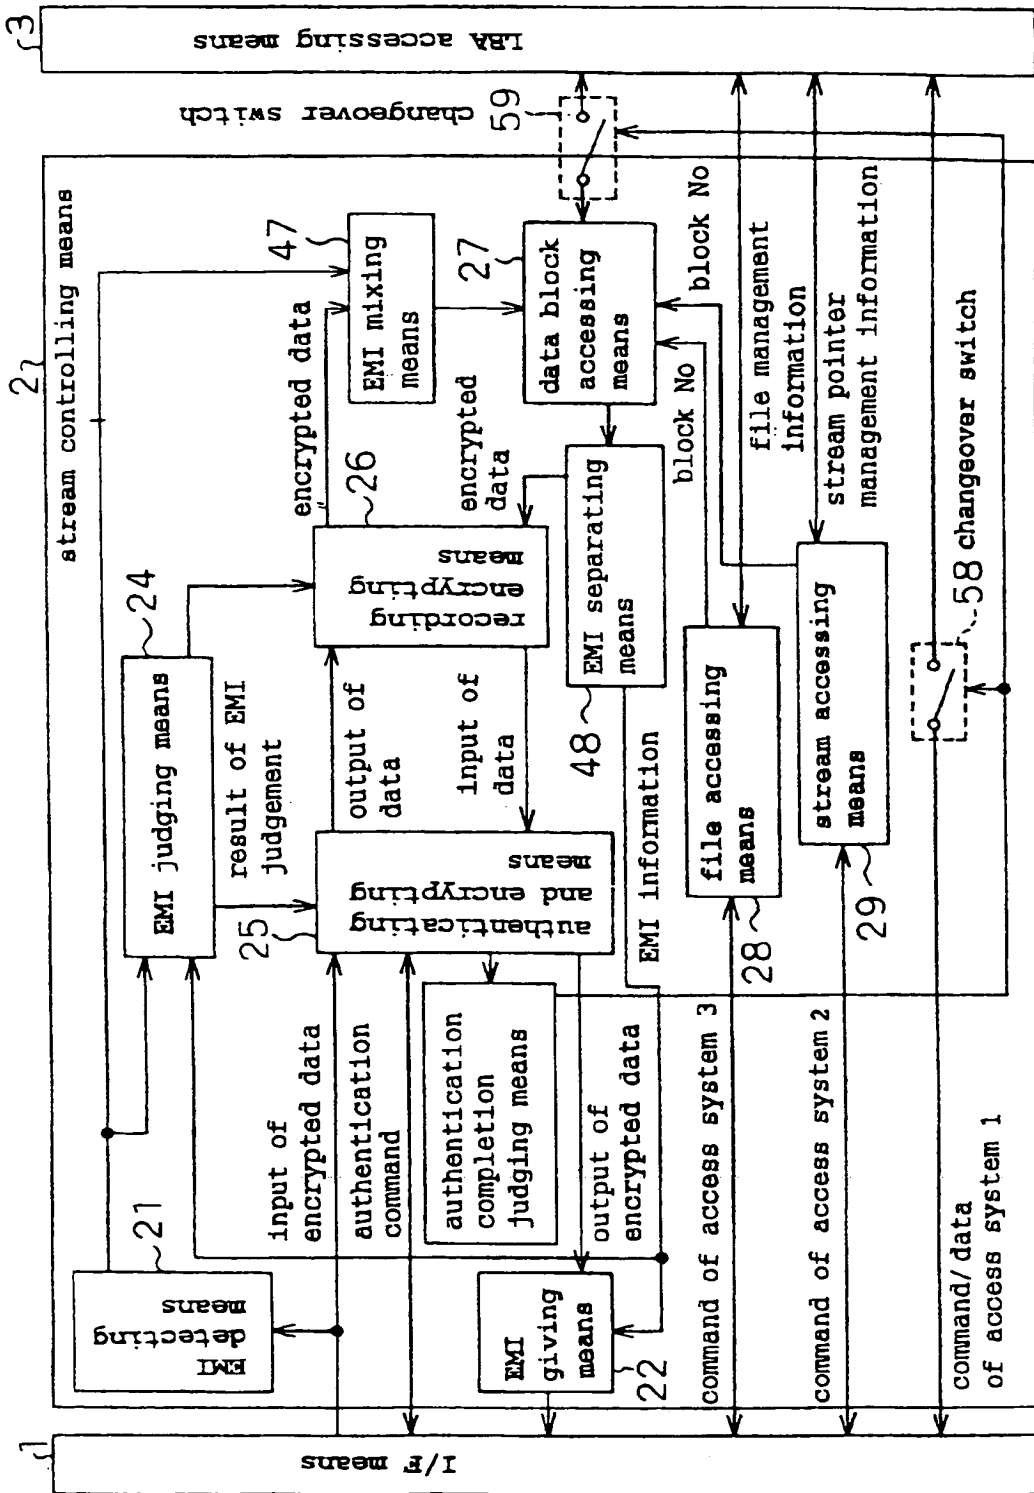 2
stream controlling means
3
LBA accessing means
1
I/F means
21
EMI
detecting
means
24
EMI judging means
result of EMI
judgement
25
authenticating
and encrypting
means
output of
data
input of
data
26
recording
encrypting
means
encrypted data
encrypted
data
47
EMI mixing
means
27
data block
accessing
means
changeover switch
59
input of
encrypted data
authentication
command
authentication
completion
judging means
output of
encrypted data
EMI
giving
means
22
48
EMI separating
means
EMI information
block No
block No
command of access system 3
28
file accessing
means
file management
information
command of access system 2
29
stream accessing
means
stream pointer
management information
command/data
of access system 1
58 changeover switch